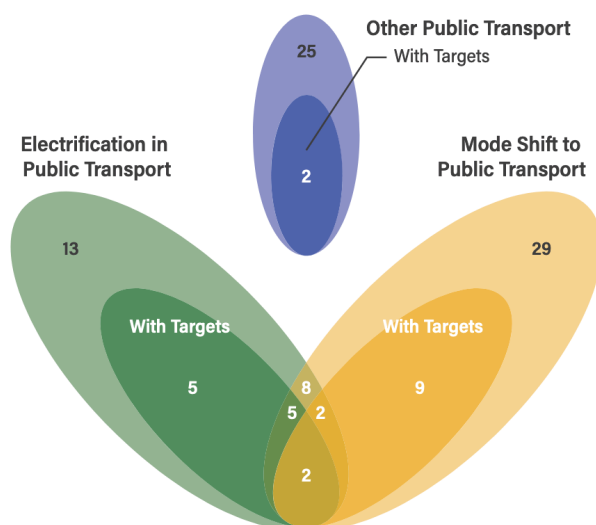 Other Public Transport
25
With Targets
2
Electrification in
Public Transport
Mode Shift to
Public Transport
13
29
With Targets
With Targets
5
8
9
5
2
2